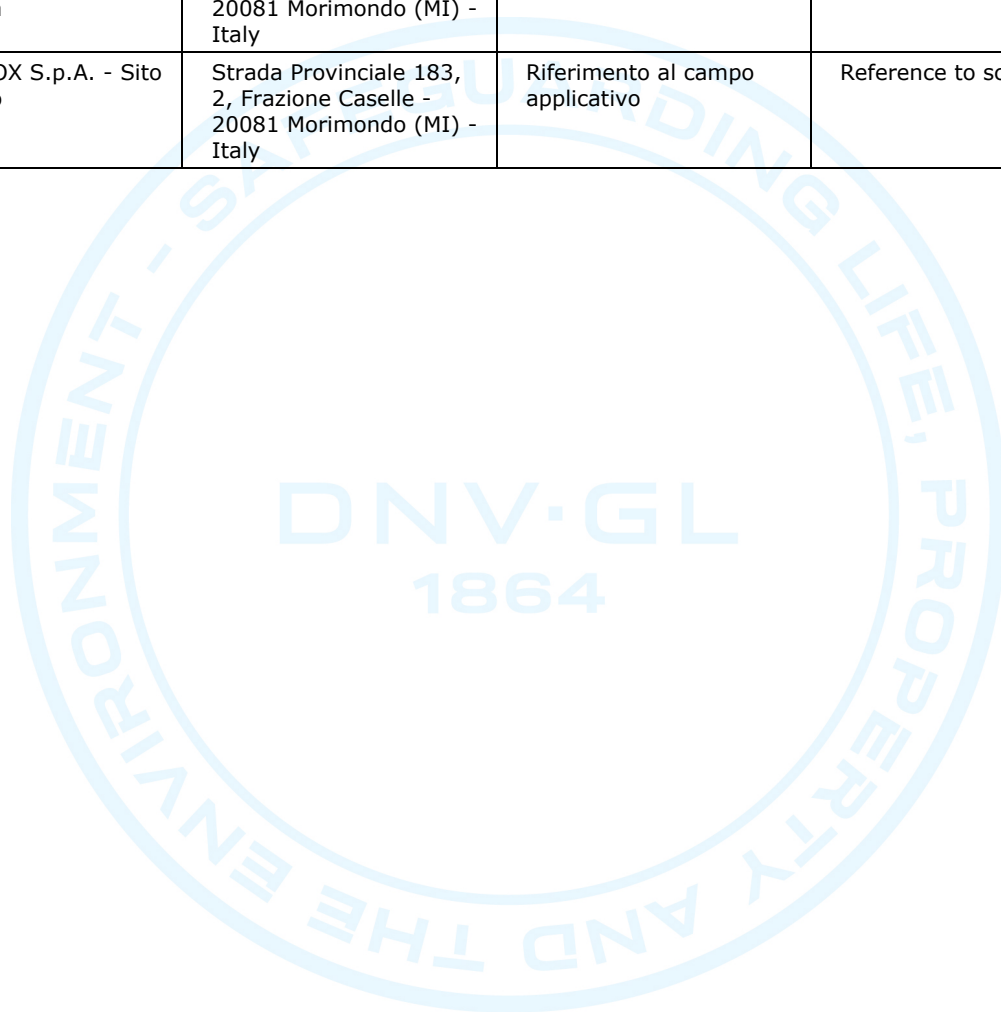 20081 Morimondo (MI) -
Italy
OX S.p.A. - Sito
Strada Provinciale 183,
2, Frazione Caselle -
20081 Morimondo (MI) -
Italy
Riferimento al campo
applicativo
Reference to
SAFEGUARDING LIFE, PROPERTY AND THE ENVIRONMENT -
DNV·GL
1864